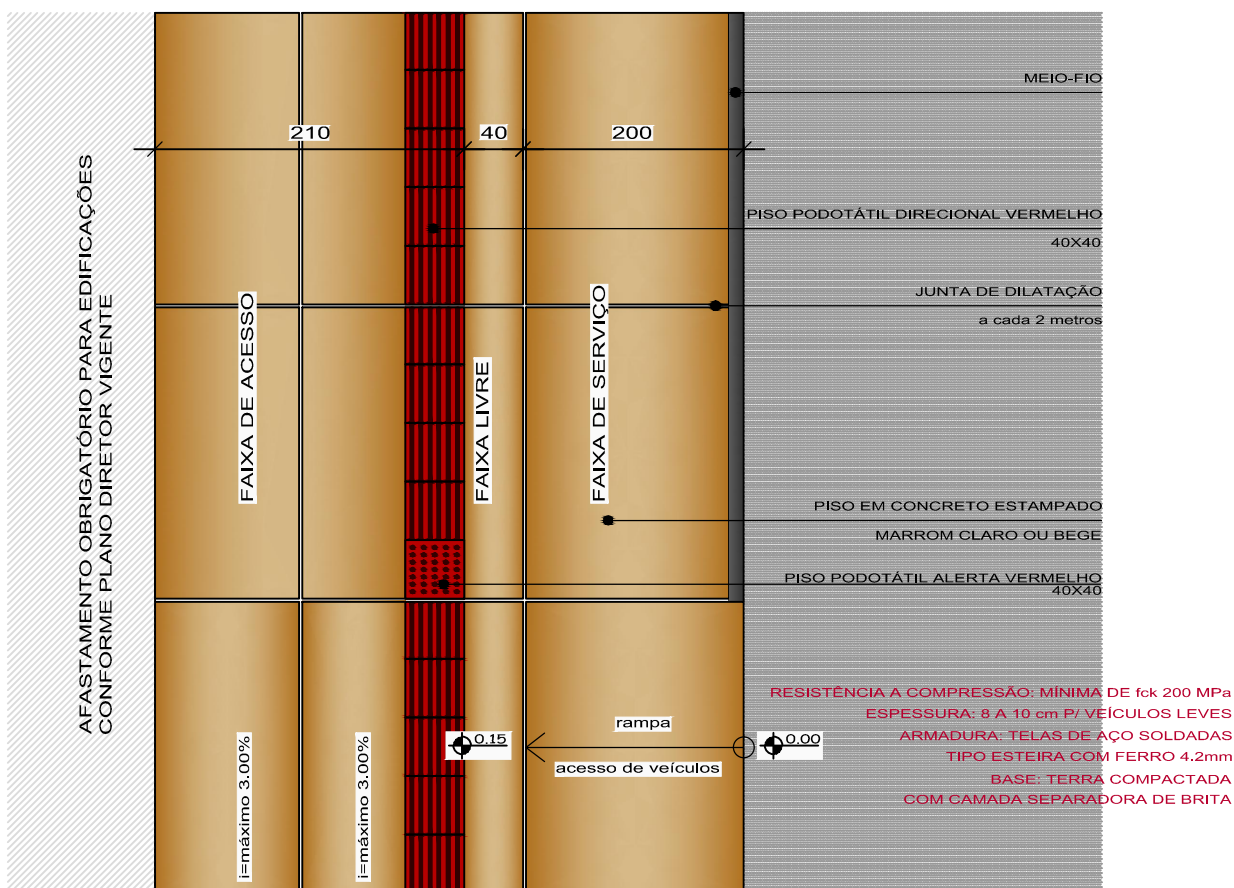 MEIO-FIO
210
40
200
AFASTAMENTO OBRIGATÓRIO PARA EDIFICAÇÕES
CONFORME PLANO DIRETOR VIGENTE
PISO PODOTÁTIL DIRECIONAL VERMELHO
40X40
JUNTA DE DILATAÇÃO
a cada 2 metros
FAIXA DE ACESSO
FAIXA LIVRE
FAIXA DE SERVIÇO
PISO EM CONCRETO ESTAMPADO
MARROM CLARO OU BEGE
PISO PODOTÁTIL ALERTA VERMELHO
40X40
RESISTÊNCIA A COMPRESSÃO: MÍNIMA DE fck 200 MPa
ESPESSURA: 8 A 10 cm P/ VEÍCULOS LEVES
ARMADURA: TELAS DE AÇO SOLDADAS
TIPO ESTEIRA COM FERRO 4.2mm
BASE: TERRA COMPACTADA
COM CAMADA SEPARADORA DE BRITA
i=máximo 3.00%
i=máximo 3.00%
0.15
rampa
acesso de veículos
0.00